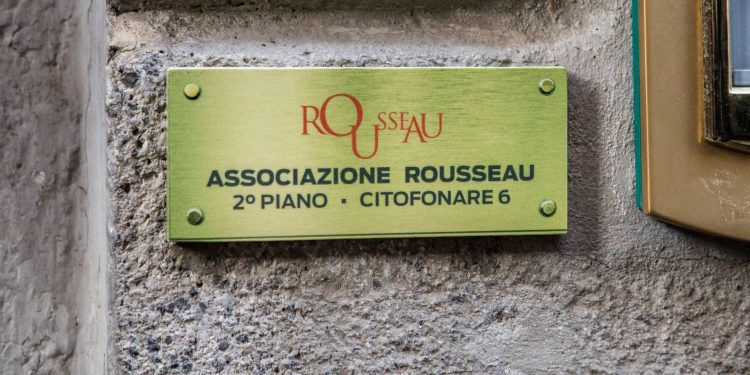 ROUSSEAU
ASSOCIAZIONE ROUSSEAU
2º PIANO · CITOFONARE 6